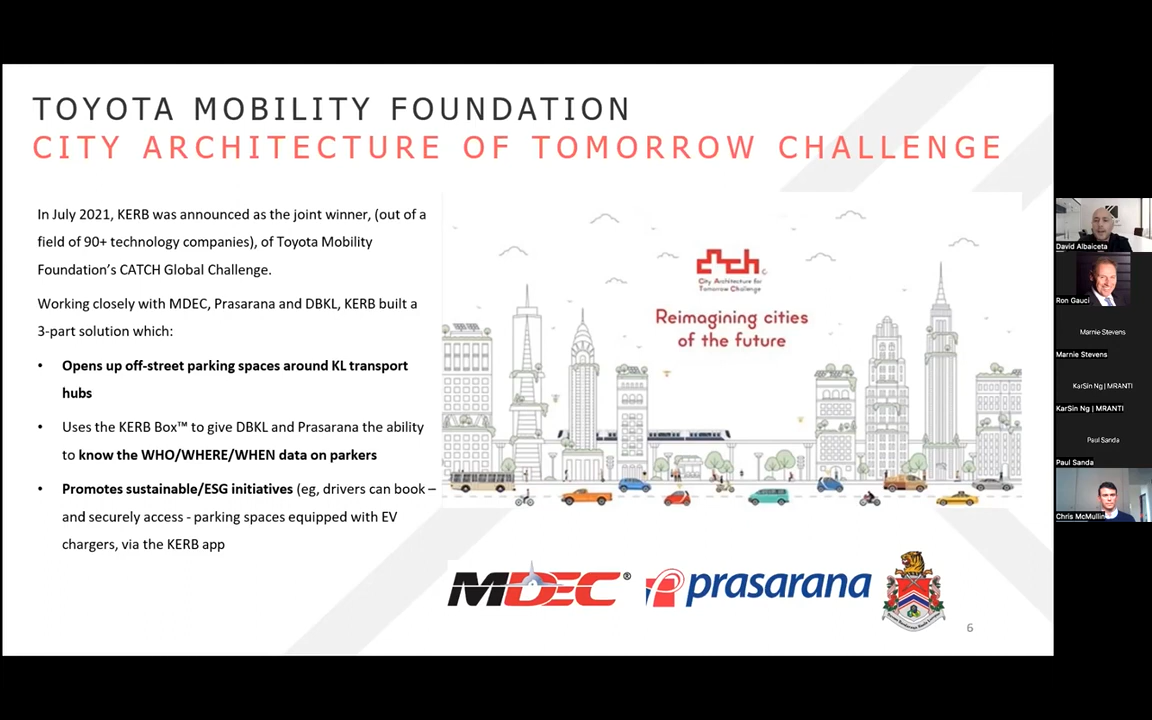 TOYOTA MOBILITY FOUNDATION
CITY ARCHITECTURE OF TOMORROW CHALLENGE
In July 2021, KERB was announced as the joint winner, (out of a
field of 90+ technology companies), of Toyota Mobility
Foundation's CATCH Global Challenge.
Working closely with MDEC, Prasarana and DBKL, KERB built a
3-part solution which:
• Opens up off-street parking spaces around KL transport
hubs
• Uses the KERB Box™ to give DBKL and Prasarana the ability
to know the WHO/WHERE/WHEN data on parkers
• Promotes sustainable/ESG initiatives (eg, drivers can book –
and securely access - parking spaces equipped with EV
chargers, via the KERB app
catch
City Architecture for
Tomorrow Challenge
Reimagining cities
of the future
MDEC®
prasarana
6
David Albaiceta
Ron Gauci
Marnie Stevens
Marnie Stevens
KarSin Ng | MRANTI
KarSin Ng | MRANTI
Paul Sanda
Paul Sanda
Chris McMullin